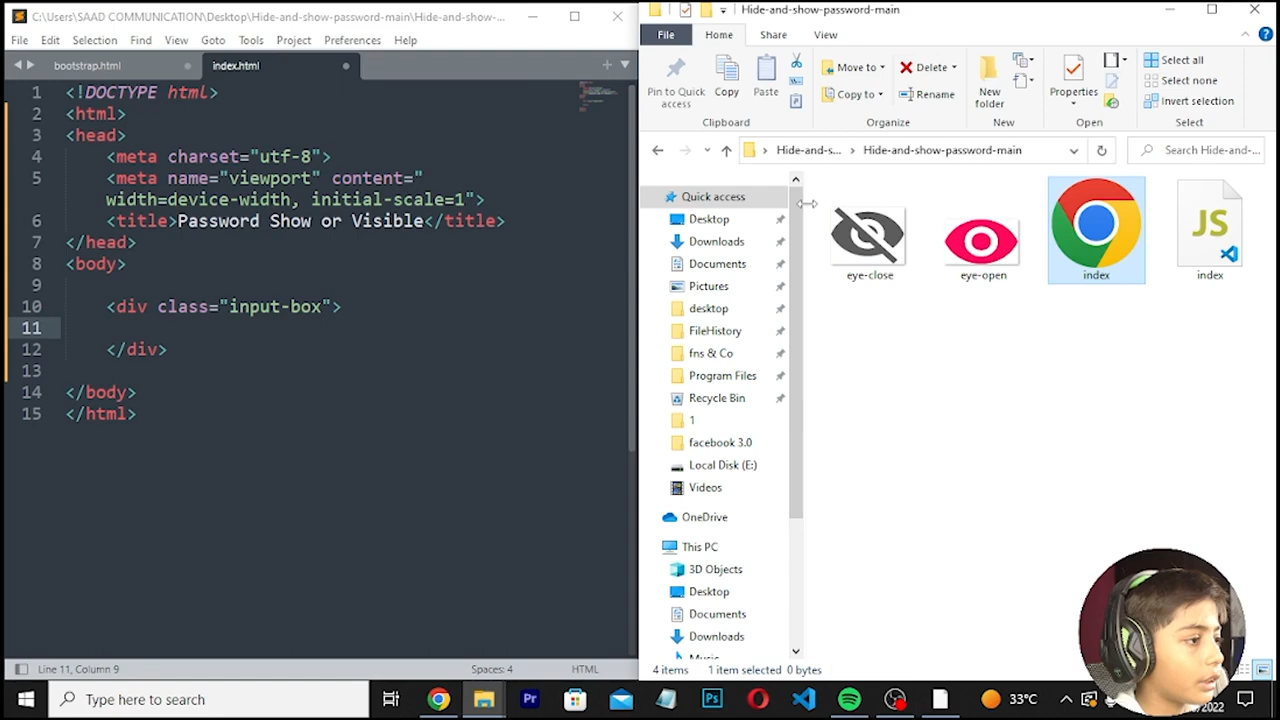 C:\Users\SAAD COMMUNICATION\Desktop\Hide-and-show-password-main\Hide-and-show-...
File Edit Selection Find View Goto Tools Project Preferences Help
bootstrap.html
index.html
1 <!DOCTYPE html>
2 <html>
3 <head>
4 <meta charset="utf-8">
5 <meta name="viewport" content="
width=device-width, initial-scale=1">
6 <title>Password Show or Visible</title>
7 </head>
8 <body>
9
10 <div class="input-box">
11
12 </div>
13
14 </body>
15 </html>
Line 11, Column 9
Spaces: 4
HTML
Hide-and-show-password-main
File Home Share View
Pin to Quick access
Copy
Paste
Clipboard
Move to
Copy to
Delete
Rename
Organize
New folder
New
Properties
Open
Select all
Select none
Invert selection
Select
Hide-and-s... > Hide-and-show-password-main
Search Hide-and-...
Quick access
Desktop
Downloads
Documents
Pictures
desktop
FileHistory
fns & Co
Program Files
Recycle Bin
1
facebook 3.0
Local Disk (E:)
Videos
OneDrive
This PC
3D Objects
Desktop
Documents
Downloads
Music
eye-close
eye-open
index
JS
index
4 items
1 item selected 0 bytes
Type here to search
Pr
Ps
33°C
2022